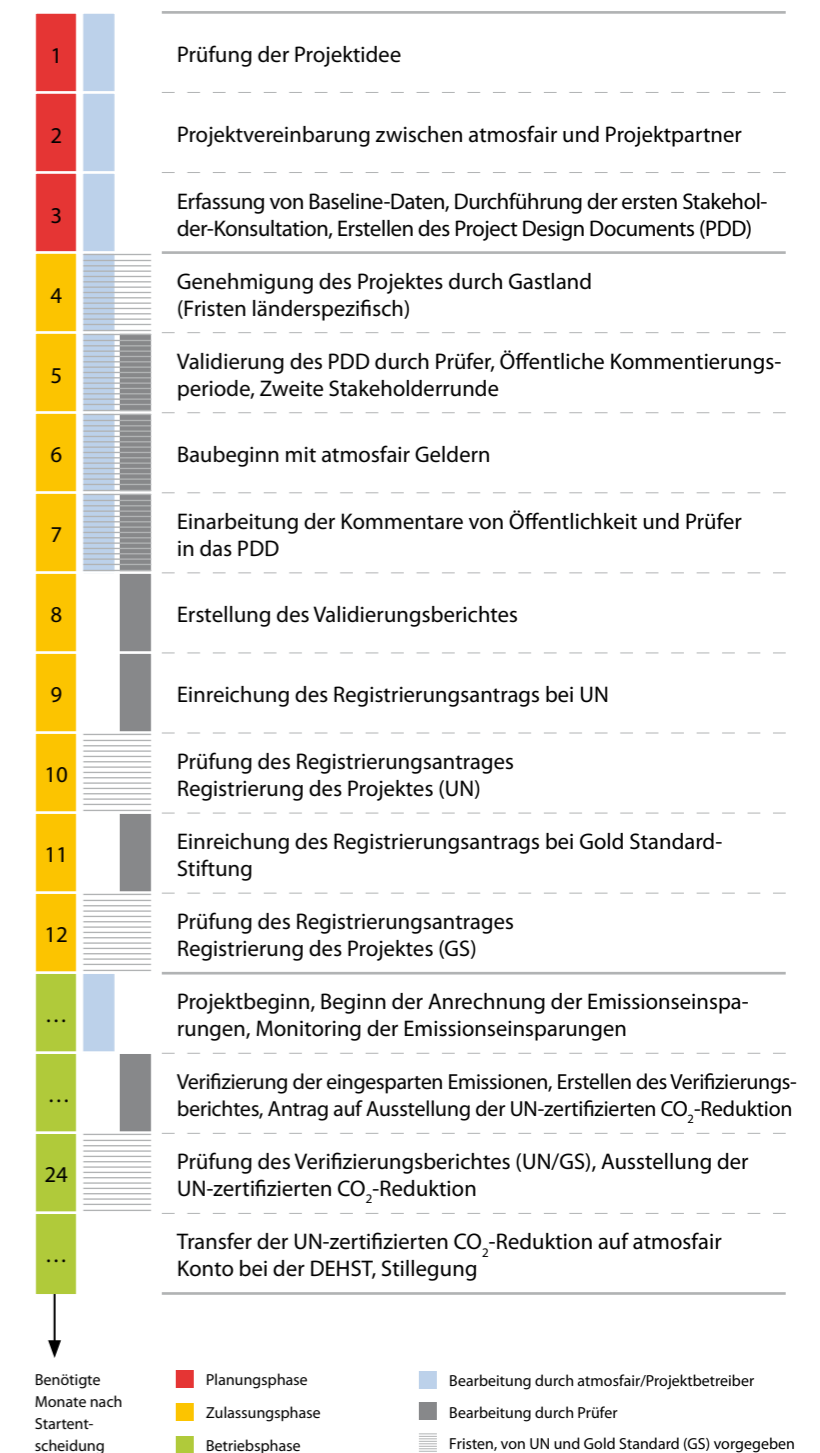 1
Prüfung der Projektidee
2
Projektvereinbarung zwischen atmosfair und Projektpartner
3
Erfassung von Baseline-Daten, Durchführung der ersten Stakehol-
der-Konsultation, Erstellen des Project Design Documents (PDD)
4
Genehmigung des Projektes durch Gastland
(Fristen länderspezifisch)
5
Validierung des PDD durch Prüfer, Öffentliche Kommentierungs-
periode, Zweite Stakeholderrunde
6
Baubeginn mit atmosfair Geldern
7
Einarbeitung der Kommentare von Öffentlichkeit und Prüfer
in das PDD
8
Erstellung des Validierungsberichtes
9
Einreichung des Registrierungsantrags bei UN
10
Prüfung des Registrierungsantrages
Registrierung des Projektes (UN)
11
Einreichung des Registrierungsantrags bei Gold Standard-
Stiftung
12
Prüfung des Registrierungsantrages
Registrierung des Projektes (GS)
...
Projektbeginn, Beginn der Anrechnung der Emissionseinspa-
rungen, Monitoring der Emissionseinsparungen
...
Verifizierung der eingesparten Emissionen, Erstellen des Verifizierungs-
berichtes, Antrag auf Ausstellung der UN-zertifizierten CO₂-Reduktion
24
Prüfung des Verifizierungsberichtes (UN/GS), Ausstellung der
UN-zertifizierten CO₂-Reduktion
...
Transfer der UN-zertifizierten CO₂-Reduktion auf atmosfair
Konto bei der DEHST, Stillegung
Benötigte
Monate nach
Startent-
scheidung
Planungsphase
Zulassungsphase
Betriebsphase
Bearbeitung durch atmosfair/Projektbetreiber
Bearbeitung durch Prüfer
Fristen, von UN und Gold Standard (GS) vorgegeben